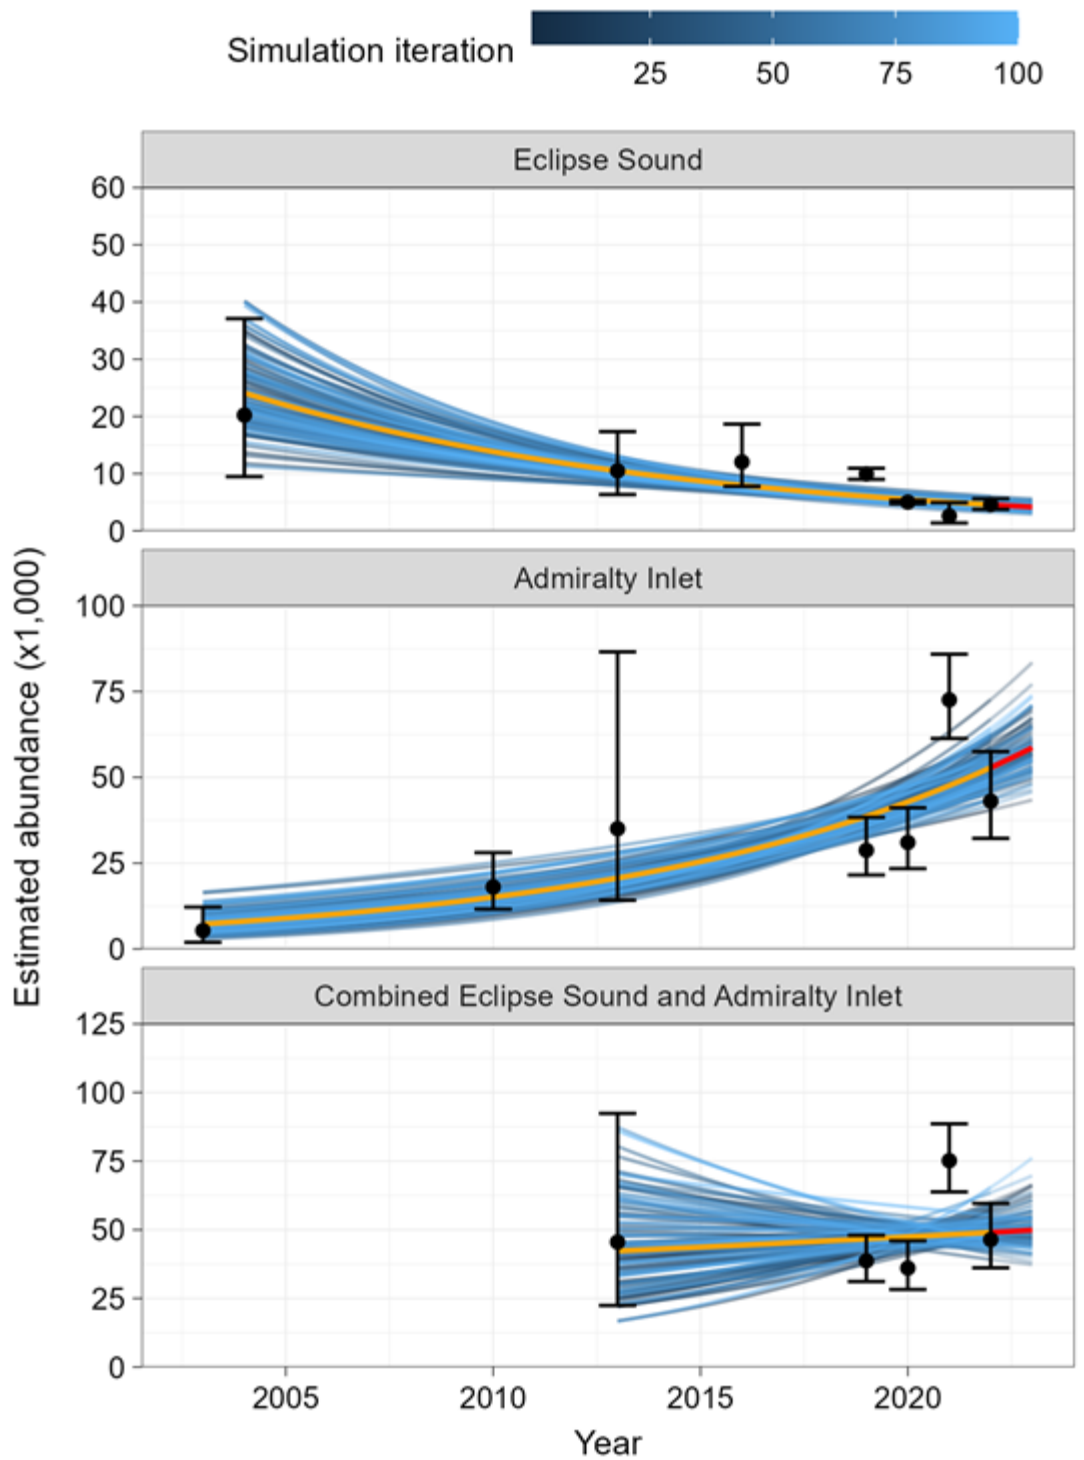 Simulation iteration
25 50 75 100
Eclipse Sound
60
50
40
30
20
10
0
Admiralty Inlet
100
75
50
25
0
Combined Eclipse Sound and Admiralty Inlet
125
100
75
50
25
0
Estimated abundance (x1,000)
2005 2010 2015 2020
Year